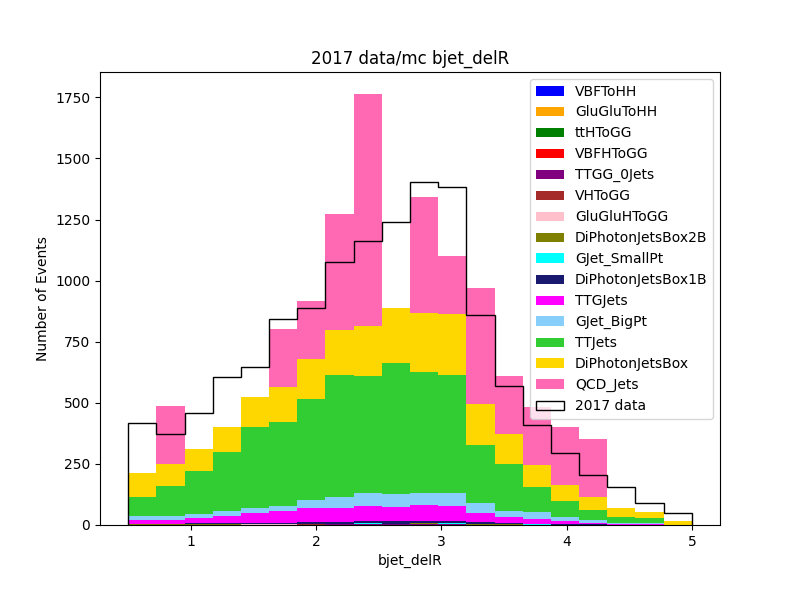 2017 data/mc bjet_delR
1750
1500
1250
1000
750
500
250
0
Number of Events
1
2
3
4
5
bjet_delR
VBFToHH
GluGluToHH
ttHToGG
VBFHToGG
TTGG_0Jets
VHToGG
GluGluHToGG
DiPhotonJetsBox2B
GJet_SmallPt
DiPhotonJetsBox1B
TTGJets
GJet_BigPt
TTJets
DiPhotonJetsBox
QCD_Jets
2017 data